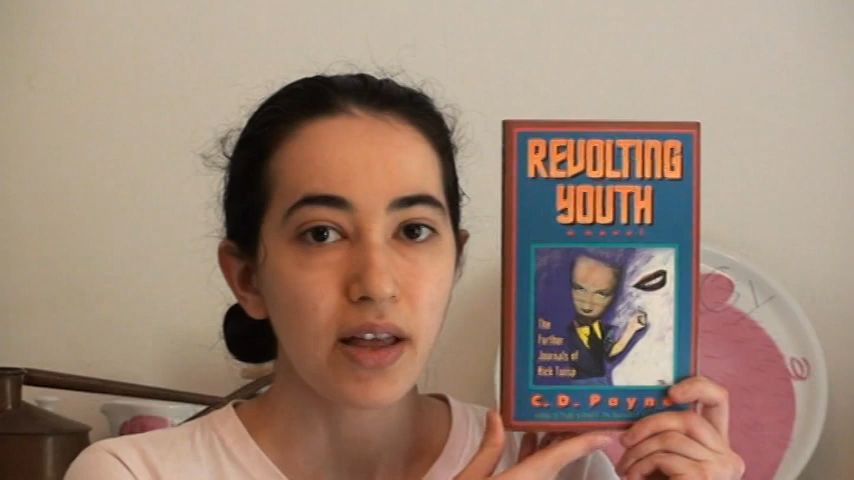 REVOLTING
YOUTH
a novel
The
Further
Journals of
Nick Twisp
C. D. Payne